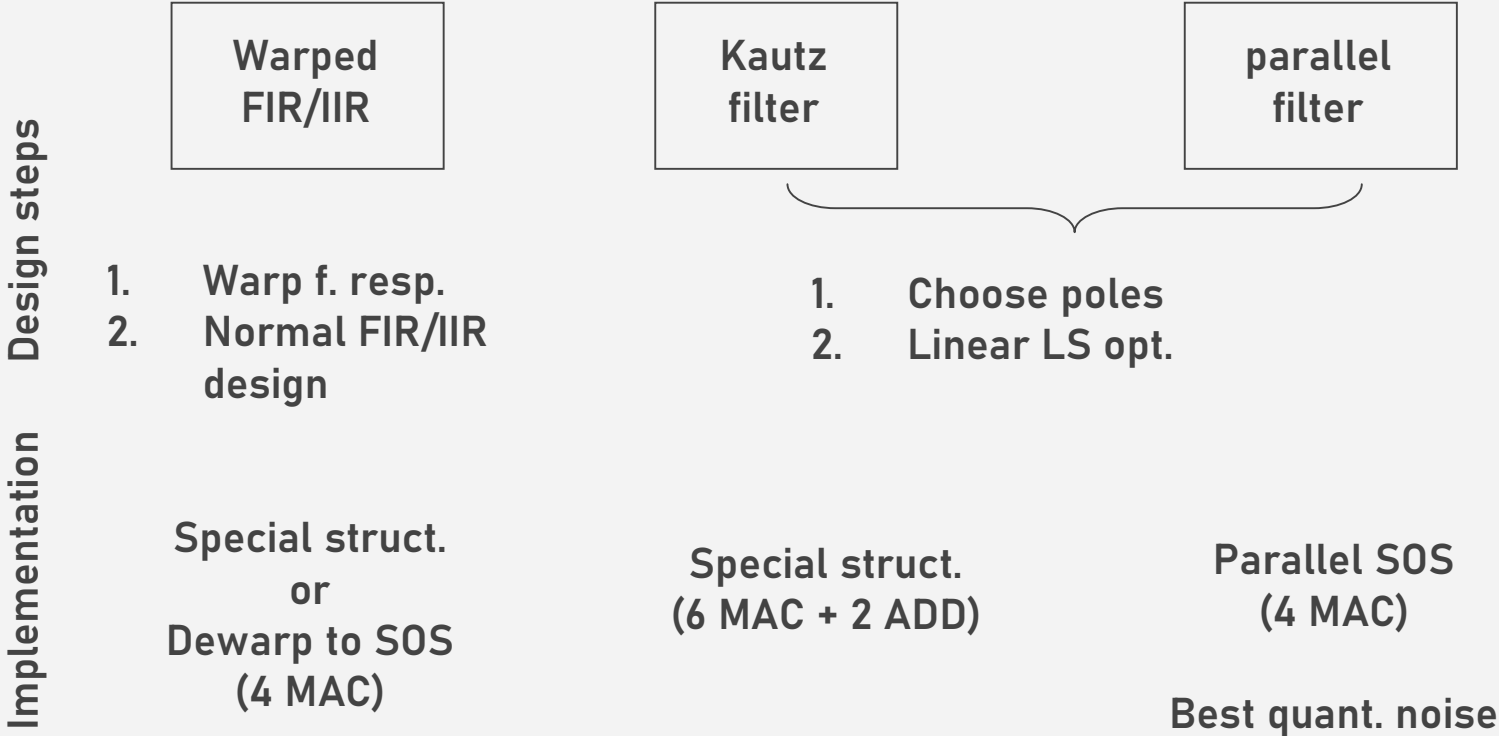 Warped
FIR/IIR
Kautz
filter
parallel
filter
Design steps
1. Warp f. resp.
2. Normal FIR/IIR
design
1. Choose poles
2. Linear LS opt.
Implementation
Special struct.
or
Dewarp to SOS
(4 MAC)
Special struct.
(6 MAC + 2 ADD)
Parallel SOS
(4 MAC)
Best quant. noise